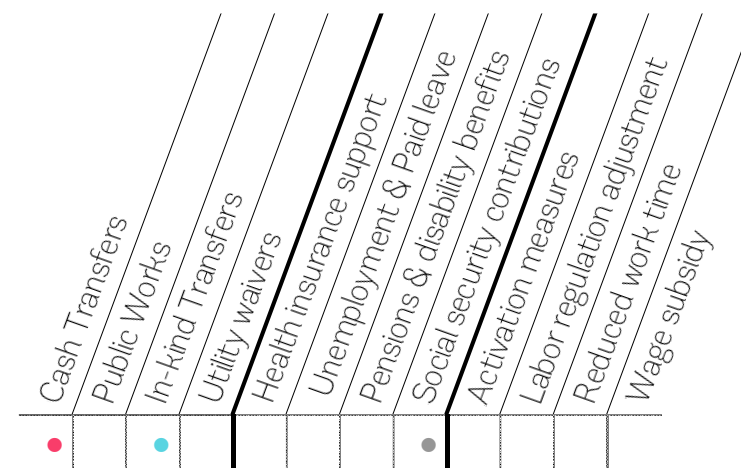 Cash Transfers
Public Works
In-kind Transfers
Utility waivers
Health insurance support
Unemployment & Paid leave
Pensions & disability benefits
Social security contributions
Activation measures
Labor regulation adjustment
Reduced work time
Wage subsidy